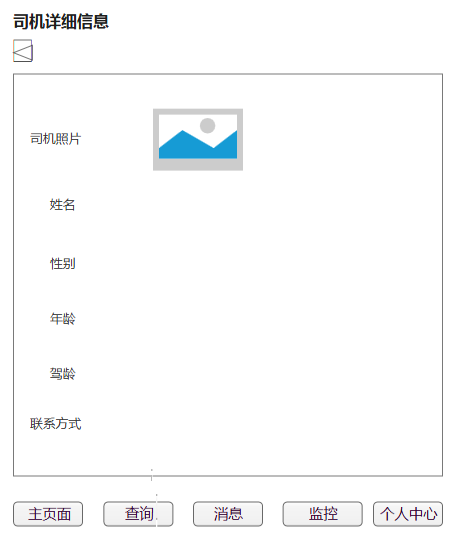 司机详细信息
司机照片
姓名
性别
年龄
驾龄
联系方式
主页面 查询 消息 监控 个人中心